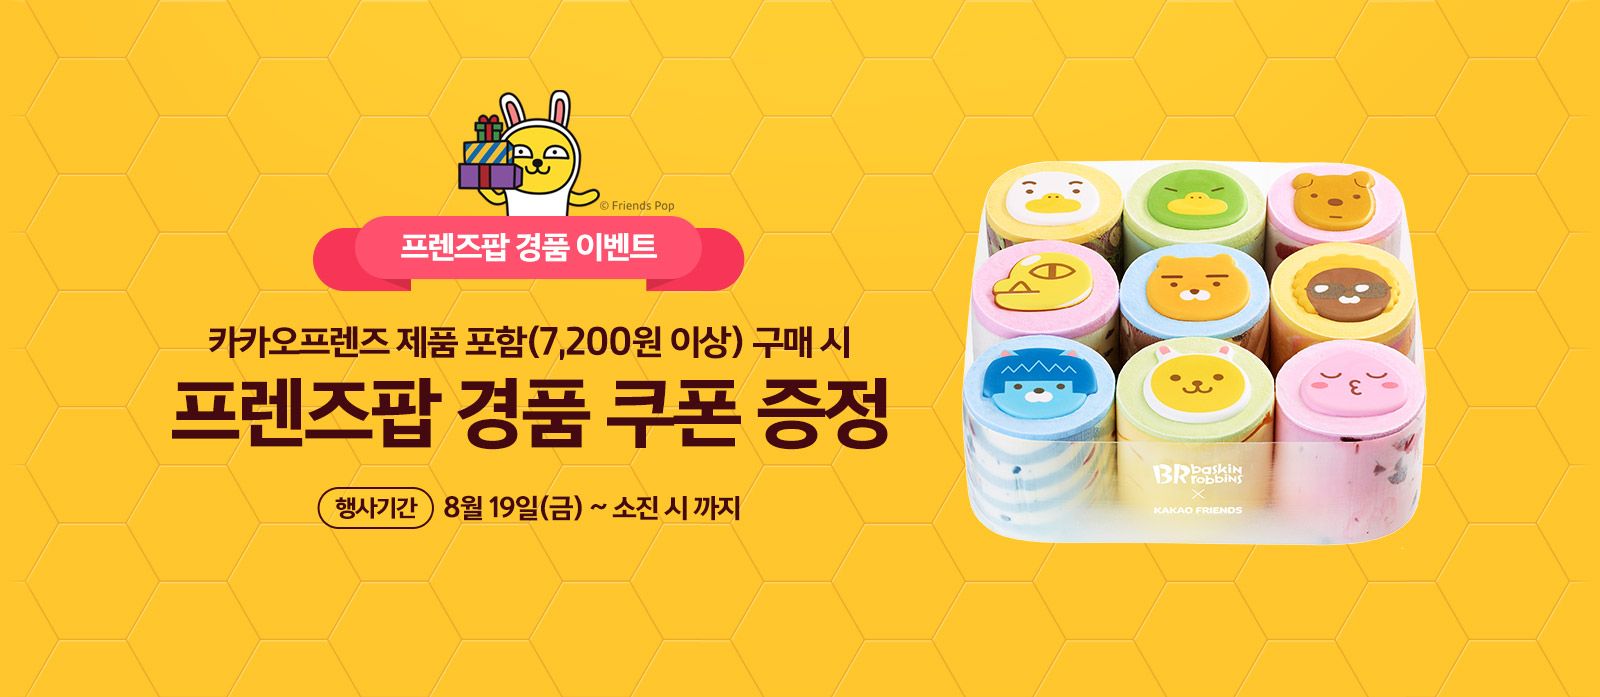 © Friends Pop
프렌즈팝 경품 이벤트
카카오프렌즈 제품 포함(7,200원 이상) 구매 시
프렌즈팝 경품 쿠폰 증정
행사기간 8월 19일(금) ~ 소진 시 까지
BR baskin robbins
×
KAKAO FRIENDS